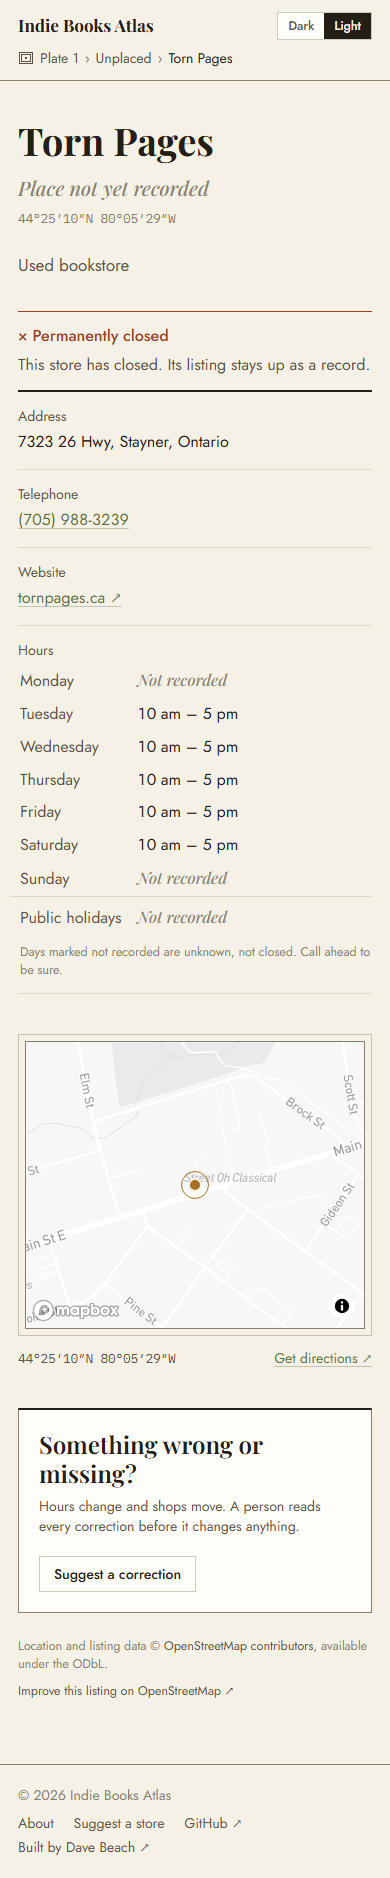 Indie Books Atlas
Dark Light
Plate 1 › Unplaced › Torn Pages
Torn Pages
Place not yet recorded
44°25′10″N 80°05′29″W
Used bookstore
× Permanently closed
This store has closed. Its listing stays up as a record.
Address
7323 26 Hwy, Stayner, Ontario
Telephone
(705) 988-3239
Website
tornpages.ca ↗
Hours
Monday Not recorded
Tuesday 10 am – 5 pm
Wednesday 10 am – 5 pm
Thursday 10 am – 5 pm
Friday 10 am – 5 pm
Saturday 10 am – 5 pm
Sunday Not recorded
Public holidays Not recorded
Days marked not recorded are unknown, not closed. Call ahead to
be sure.
Elm St
Scott St
Brock St
Main
St
Street Oh Classical
Gideon St
ain St E
Pine St
mapbox
44°25′10″N 80°05′29″W
Get directions ↗
Something wrong or
missing?
Hours change and shops move. A person reads
every correction before it changes anything.
Suggest a correction
Location and listing data © OpenStreetMap contributors, available
under the ODbL.
Improve this listing on OpenStreetMap ↗
© 2026 Indie Books Atlas
About Suggest a store GitHub ↗
Built by Dave Beach ↗